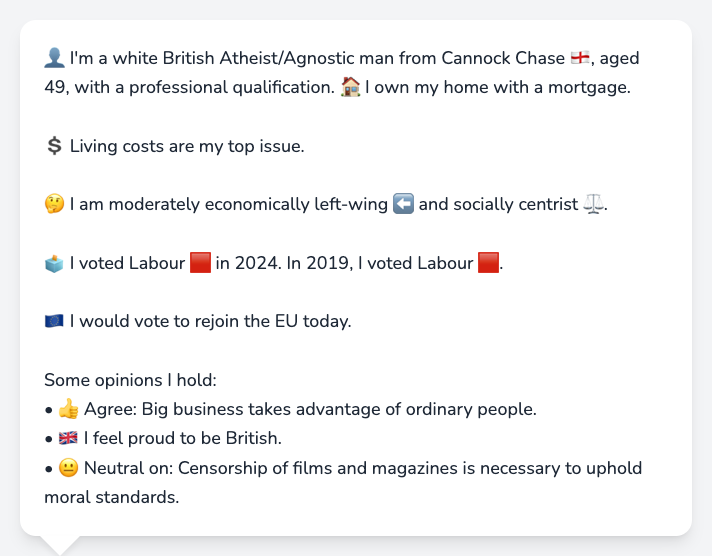 👤 I'm a white British Atheist/Agnostic man from Cannock Chase 🏴󠁧󠁢󠁥󠁮󠁧󠁿, aged
49, with a professional qualification. 🏠 I own my home with a mortgage.
💲 Living costs are my top issue.
🤔 I am moderately economically left-wing ⬅️ and socially centrist ⚖️.
🗳️ I voted Labour 🟥 in 2024. In 2019, I voted Labour 🟥.
🇪🇺 I would vote to rejoin the EU today.
Some opinions I hold:
• 👍 Agree: Big business takes advantage of ordinary people.
• 🇬🇧 I feel proud to be British.
• 😐 Neutral on: Censorship of films and magazines is necessary to uphold
moral standards.